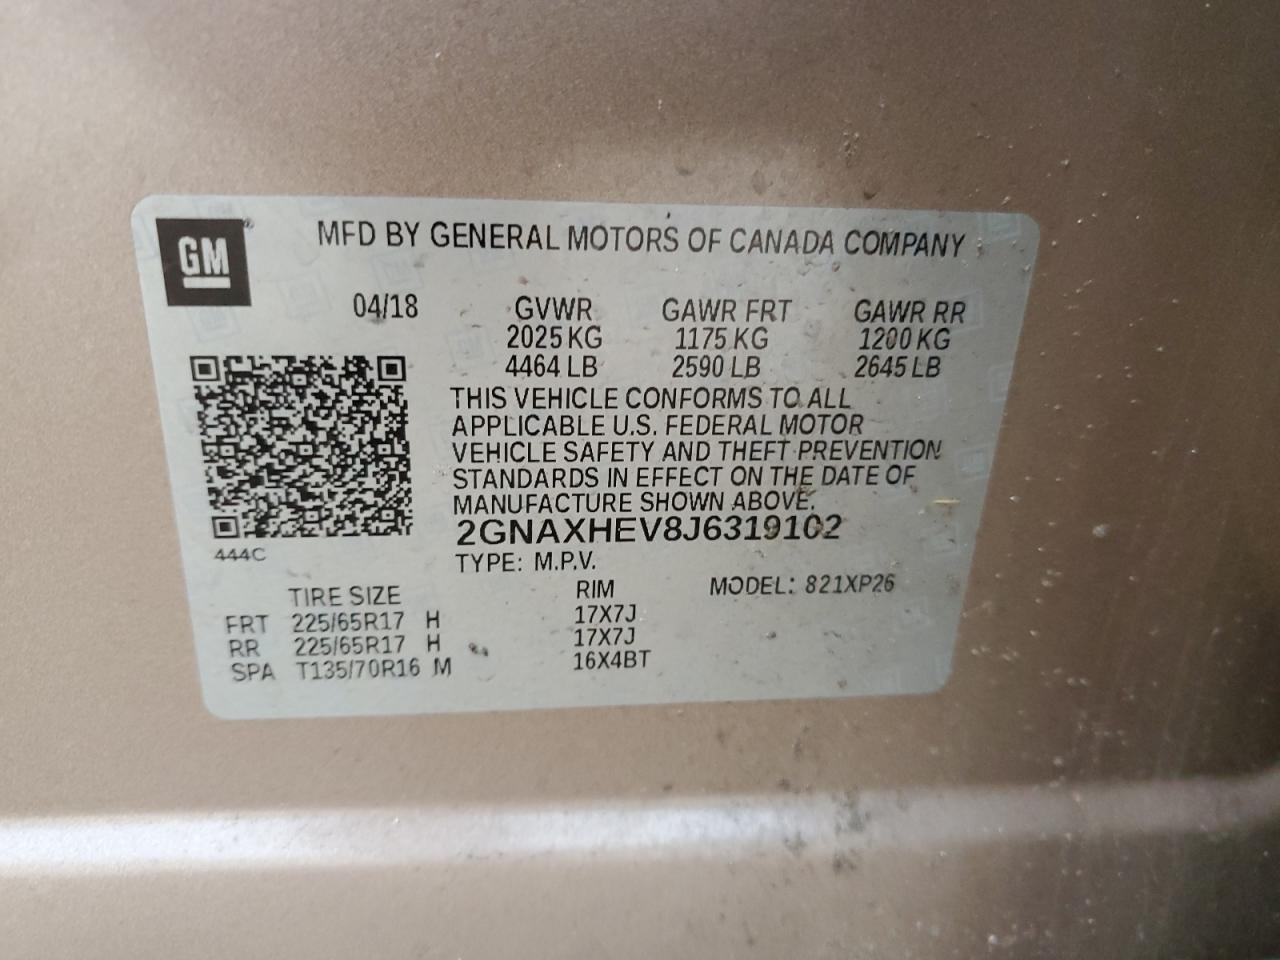 GM
MFD BY GENERAL MOTORS OF CANADA COMPANY
04/18 GVWR GAWR FRT GAWR RR
2025 KG 1175 KG 1200 KG
4464 LB 2590 LB 2645 LB
THIS VEHICLE CONFORMS TO ALL
APPLICABLE U.S. FEDERAL MOTOR
VEHICLE SAFETY AND THEFT PREVENTION
STANDARDS IN EFFECT ON THE DATE OF
MANUFACTURE SHOWN ABOVE.
2GNAXHEV8J6319102
444C
TYPE: M.P.V.
TIRE SIZE RIM MODEL: 821XP26
FRT 225/65R17 H 17X7J
RR 225/65R17 H 17X7J
SPA T135/70R16 M 16X4BT